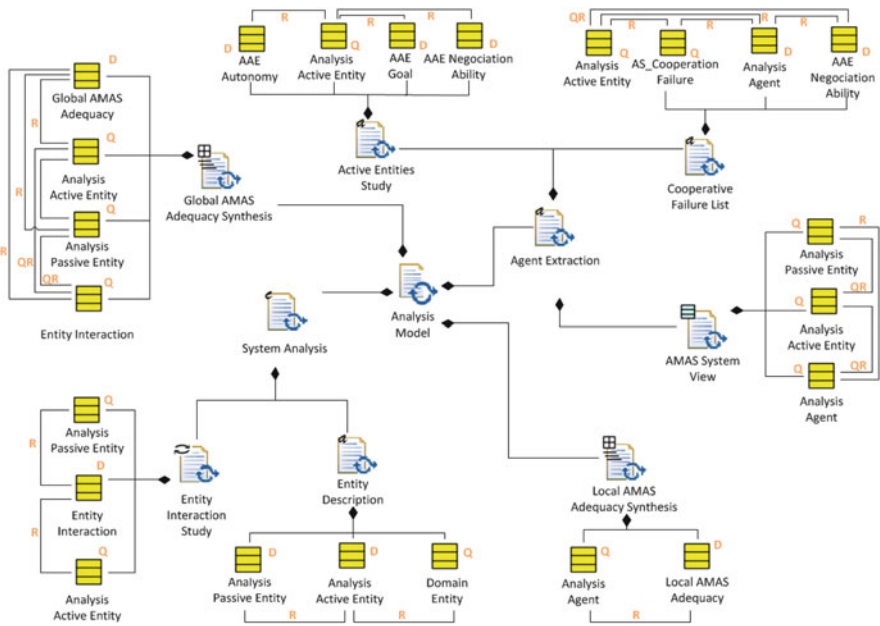 R
R
R
D
AAE
Autonomy
Q
Analysis
Active Entity
D
AAE
Goal
D
AAE Negociation
Ability
QR
R
R
R
Q
Analysis
Active Entity
Q
AS_Cooperation
Failure
D
Analysis
Agent
D
AAE
Negociation
Ability
D
Global AMAS
Adequacy
R
Q
Analysis
Active Entity
R
Q
Analysis
Passive Entity
R
QR
QR
Q
Entity Interaction
Global AMAS
Adequacy Synthesis
a
Active Entities
Study
a
Cooperative
Failure List
a
Agent Extraction
Analysis
Model
System Analysis
AMAS System
View
Q
R
Analysis
Passive Entity
Q
QR
Analysis
Active Entity
Q
QR
Analysis
Agent
Q
Analysis
Passive Entity
R
D
Entity
Interaction
R
Q
Analysis
Active Entity
Entity
Interaction
Study
a
Entity
Description
D
Analysis
Passive Entity
D
Analysis
Active Entity
Q
Domain
Entity
R
R
Local AMAS
Adequacy Synthesis
Q
Analysis
Agent
D
Local AMAS
Adequacy
R